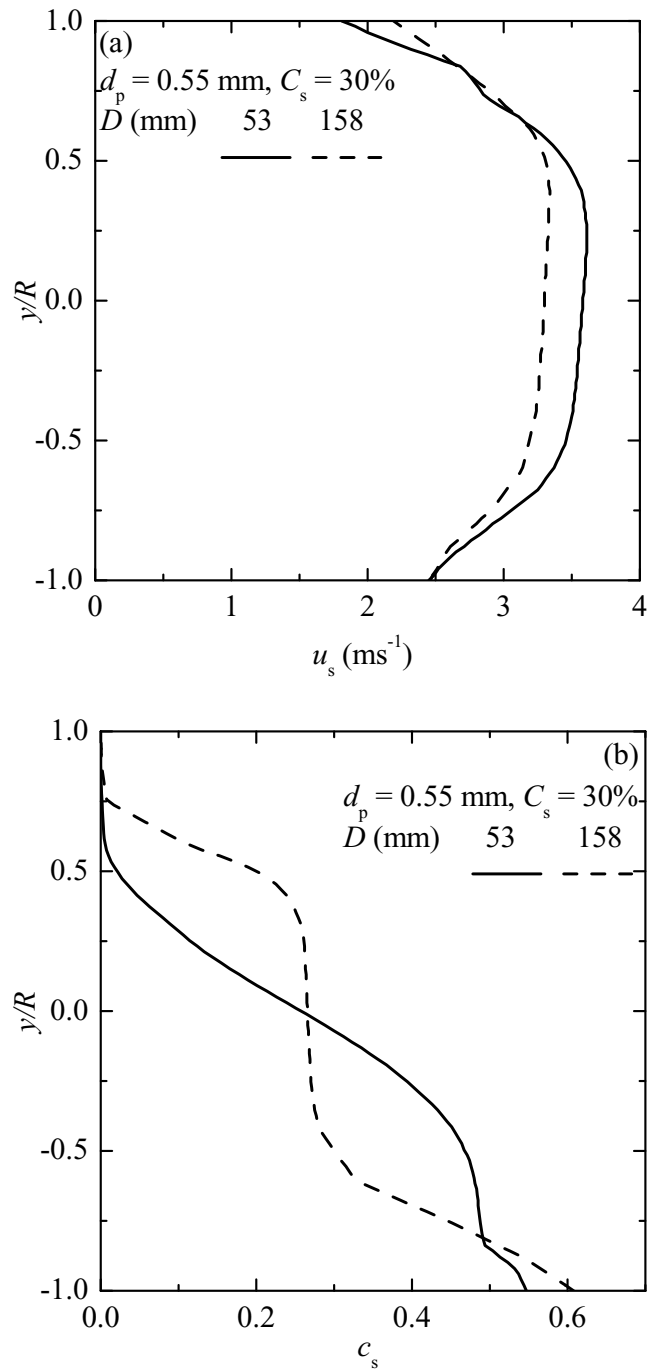 (a)
d_p = 0.55 mm, C_s = 30%
D (mm) 53 158
1.0
0.5
0.0
-0.5
-1.0
y/R
0 1 2 3 4
u_s (ms^-1)
(b)
d_p = 0.55 mm, C_s = 30%
D (mm) 53 158
1.0
0.5
0.0
-0.5
-1.0
y/R
0.0 0.2 0.4 0.6
c_s